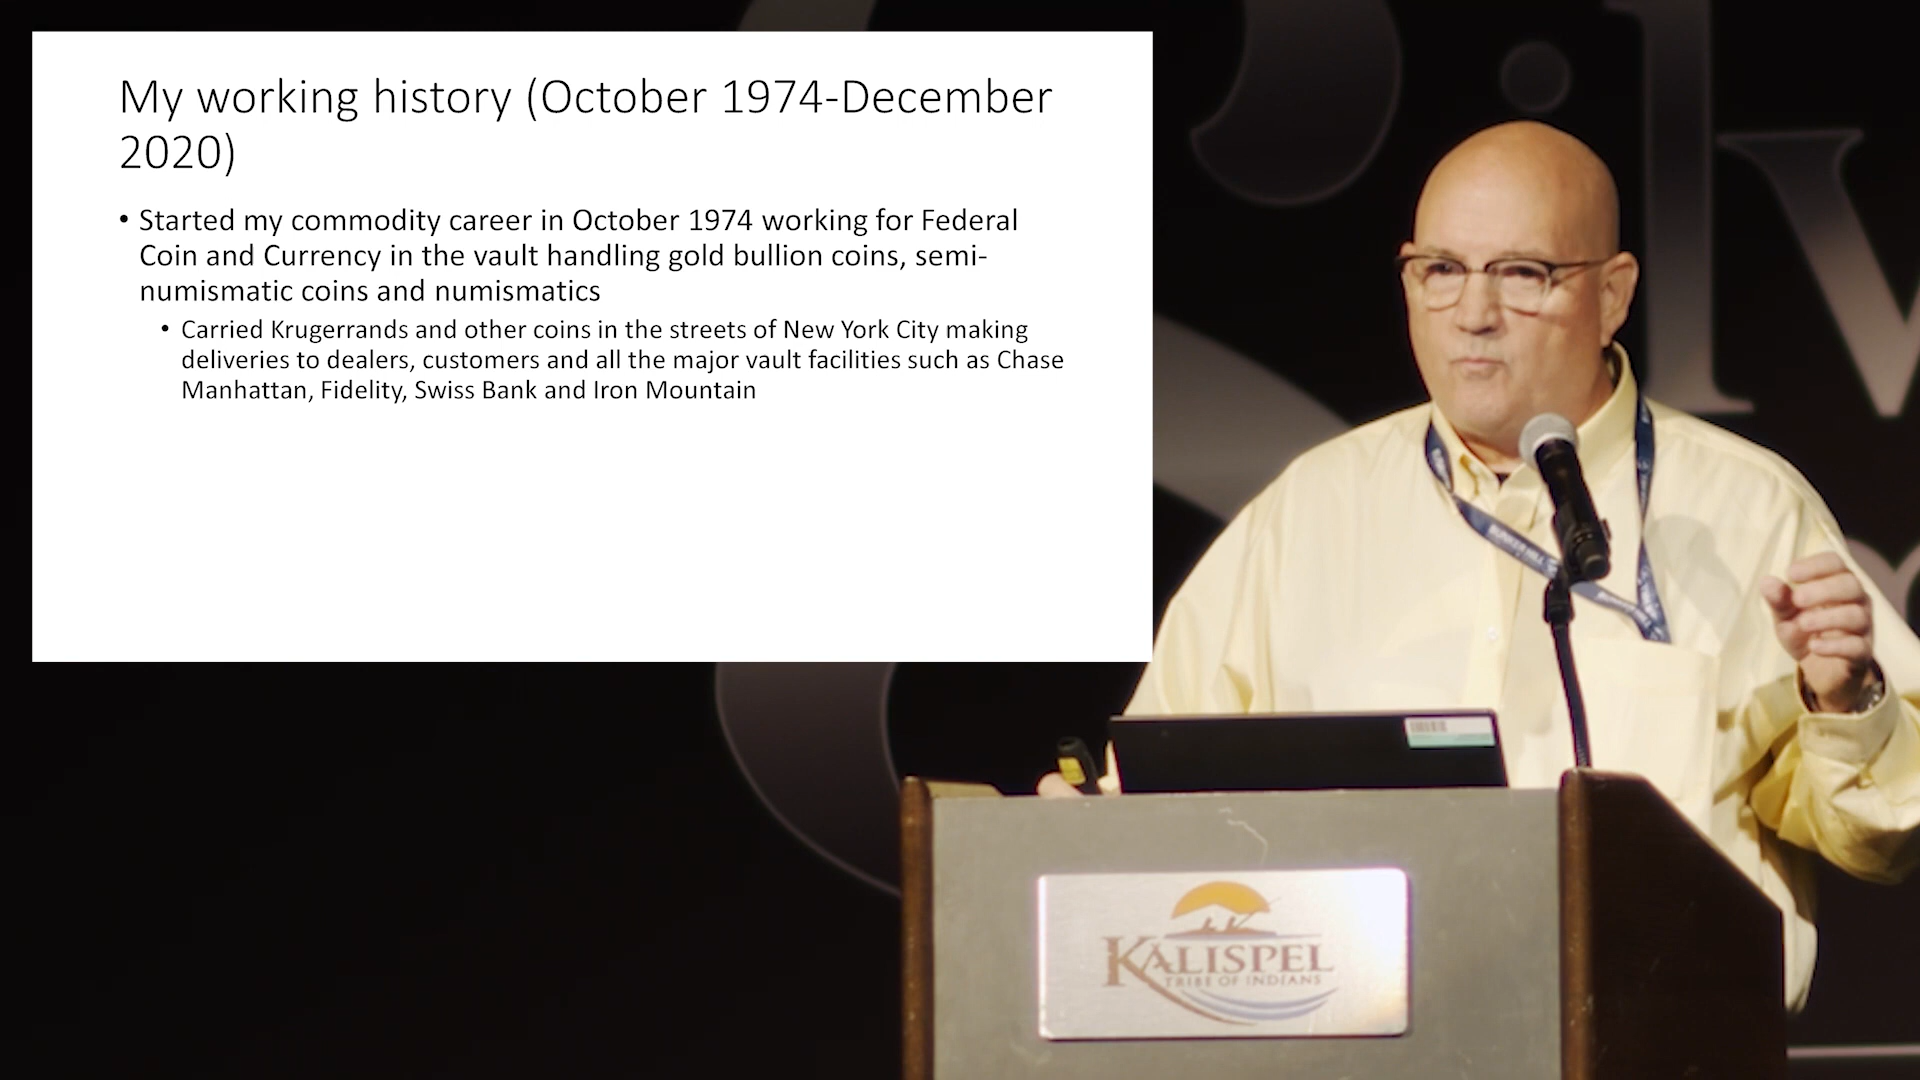 My working history (October 1974-December
2020)
• Started my commodity career in October 1974 working for Federal
Coin and Currency in the vault handling gold bullion coins, semi-
numismatic coins and numismatics
• Carried Krugerrands and other coins in the streets of New York City making
deliveries to dealers, customers and all the major vault facilities such as Chase
Manhattan, Fidelity, Swiss Bank and Iron Mountain
BUNKER HILL
KALISPEL
TRIBE OF INDIANS